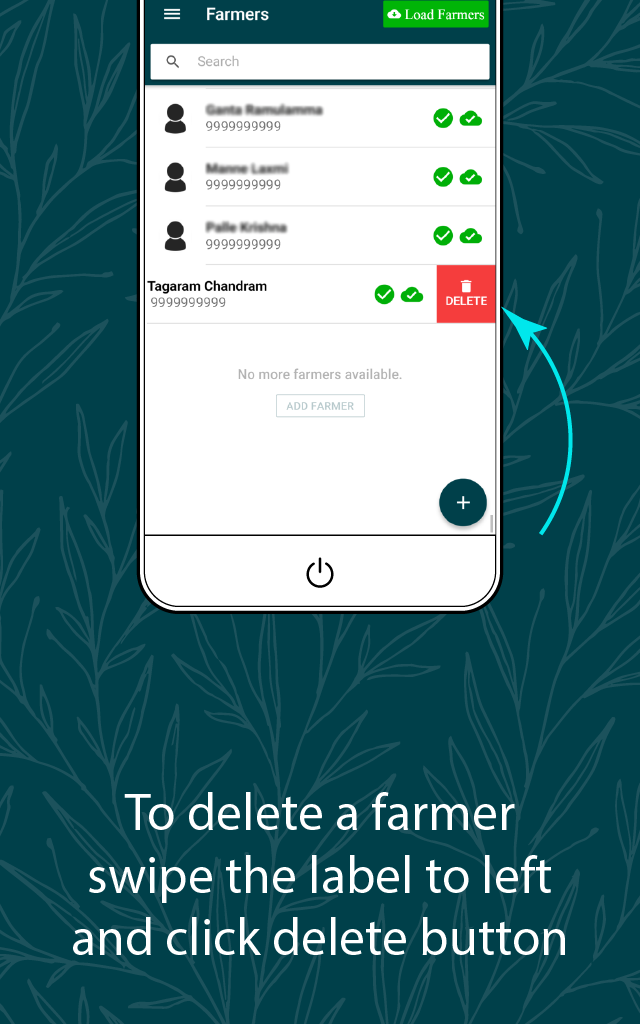 Farmers
Load Farmers
Search
Ganta Ramulamma
9999999999
Manne Laxmi
9999999999
Palle Krishna
9999999999
Tagaram Chandram
9999999999
DELETE
No more farmers available.
ADD FARMER
To delete a farmer
swipe the label to left
and click delete button